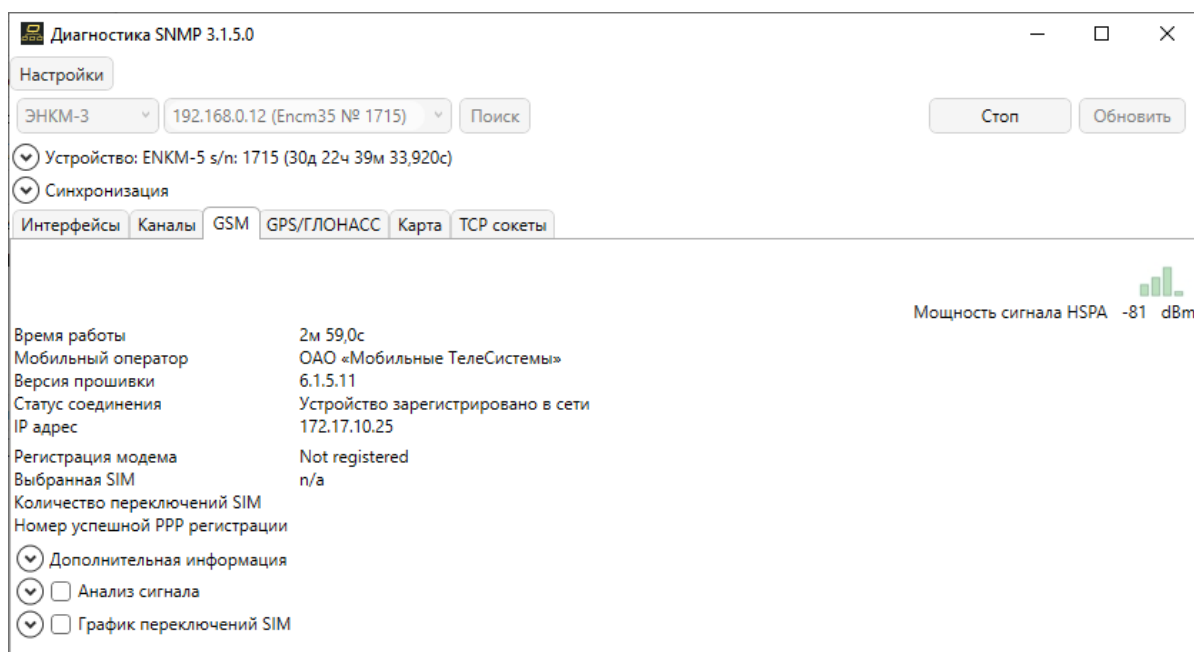 Диагностика SNMP 3.1.5.0
Настройки
ЭНКМ-3 192.168.0.12 (Encm35 № 1715) Поиск Стоп Обновить
Устройство: ENKM-5 s/n: 1715 (30д 22ч 39м 33,920с)
Синхронизация
Интерфейсы Каналы GSM GPS/ГЛОНАСС Карта TCP сокеты
Мощность сигнала HSPA -81 dBm
Время работы 2м 59,0с
Мобильный оператор ОАО «Мобильные ТелеСистемы»
Версия прошивки 6.1.5.11
Статус соединения Устройство зарегистрировано в сети
IP адрес 172.17.10.25
Регистрация модема Not registered
Выбранная SIM n/a
Количество переключений SIM
Номер успешной PPP регистрации
Дополнительная информация
Анализ сигнала
График переключений SIM